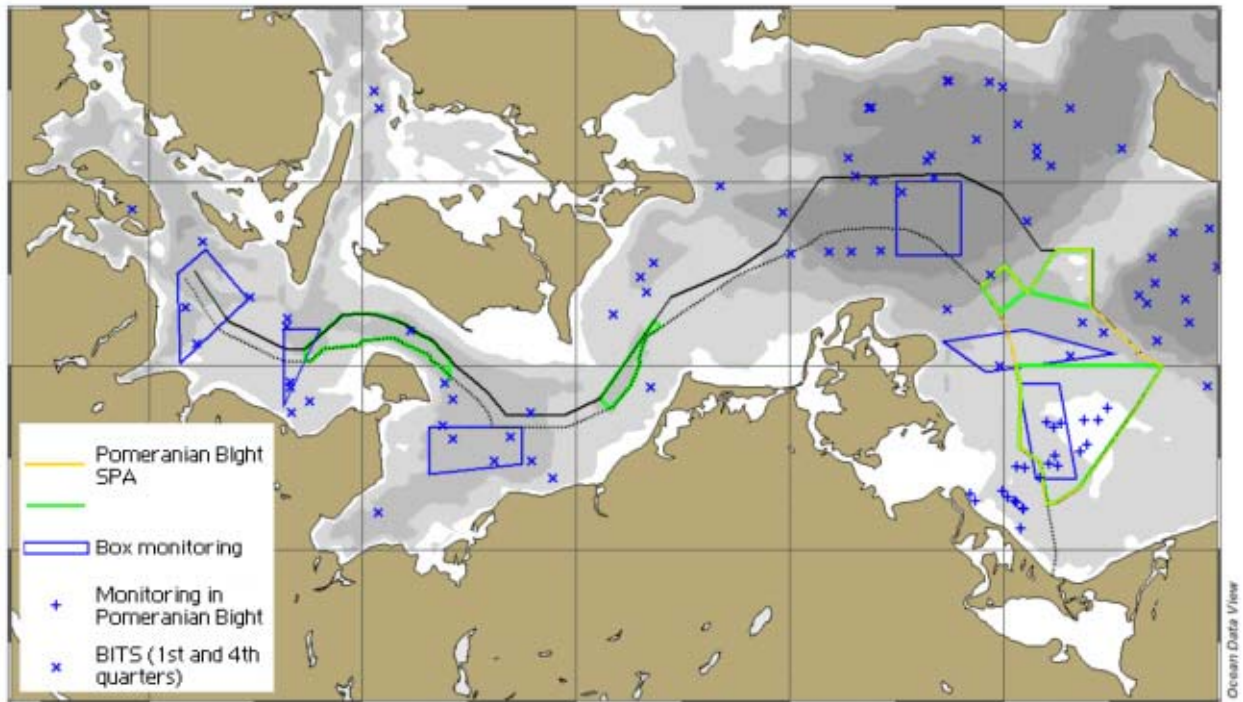 Pomeranian Bight
SPA
Box monitoring
Monitoring in
Pomeranian Bight
BITS (1st and 4th
quarters)
Ocean Data View